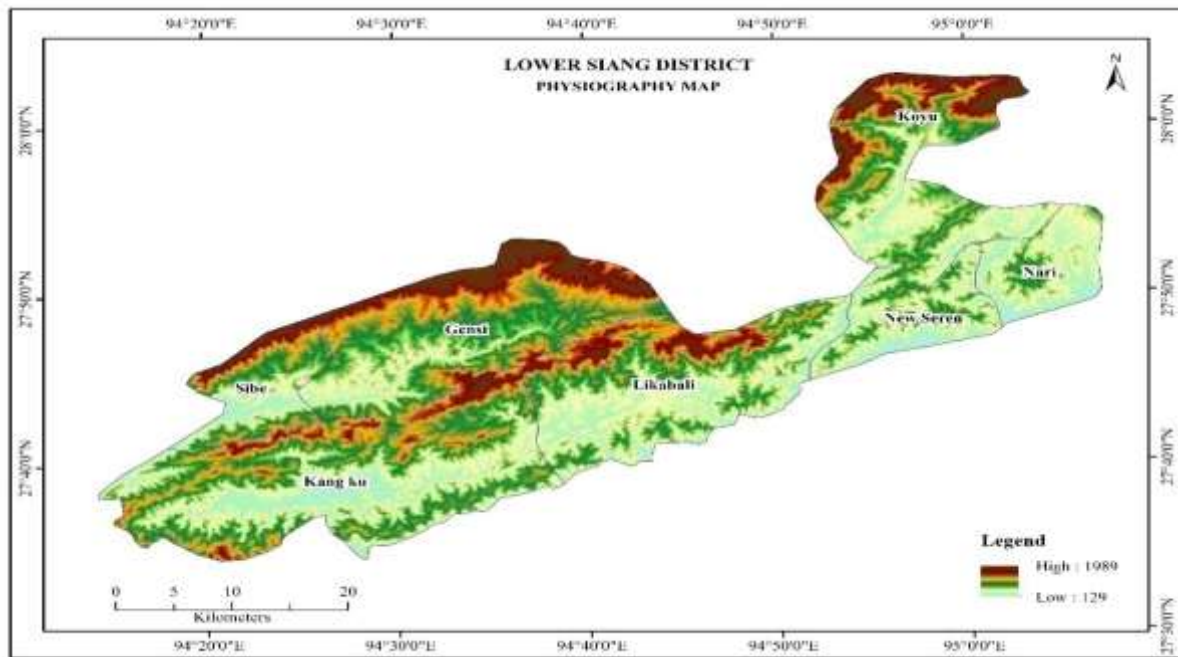 94°20'0"E 94°30'0"E 94°40'0"E 94°50'0"E 95°0'0"E
LOWER SIANG DISTRICT
PHYSIOGRAPHY MAP
N
28°0'0"N 28°0'0"N
Koyu
Nari
27°50'0"N 27°50'0"N
New Seren
Gensi
Likabali
Sibe
27°40'0"N 27°40'0"N
Kang ku
Legend
High : 1989
Low : 129
0 5 10 20
Kilometers
27°30'0"N
94°20'0"E 94°30'0"E 94°40'0"E 94°50'0"E 95°0'0"E